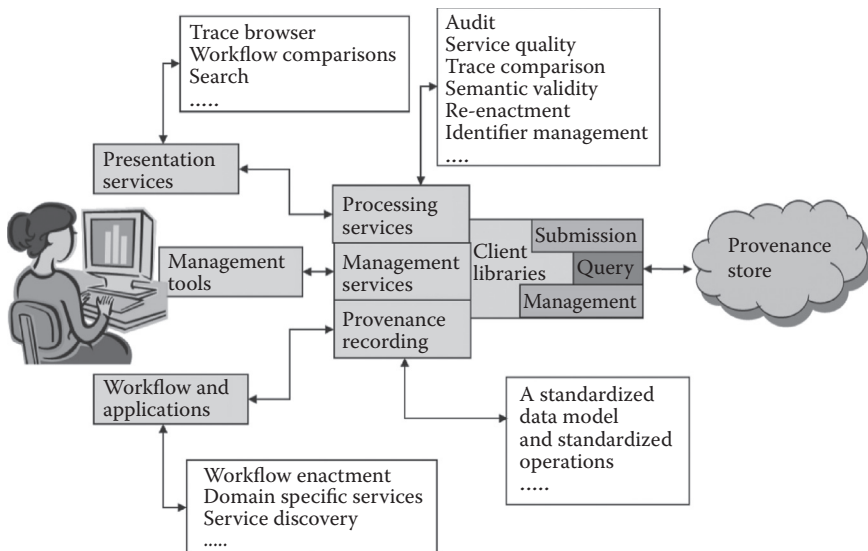 Trace browser
Workflow comparisons
Search
.....
Audit
Service quality
Trace comparison
Semantic validity
Re-enactment
Identifier management
....
Presentation
services
Processing
services
Management
tools
Management
services
Client
libraries
Submission
Query
Management
Provenance
store
Provenance
recording
Workflow and
applications
A standardized
data model
and standardized
operations
.....
Workflow enactment
Domain specific services
Service discovery
.....